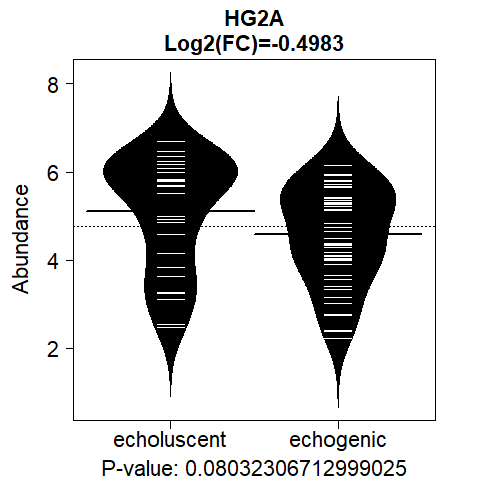 HG2A
Log2(FC)=-0.4983
8
6
4
2
Abundance
echoluscent echogenic
P-value: 0.08032306712999025